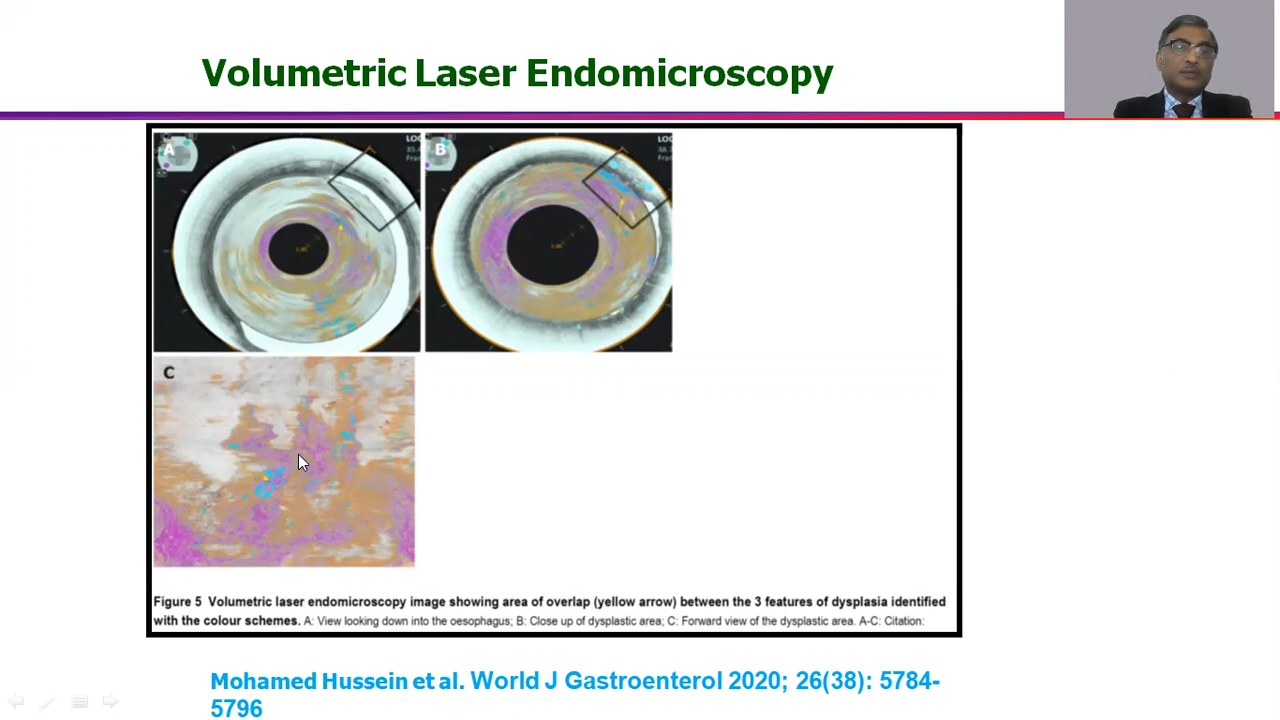 Volumetric Laser Endomicroscopy
A
B
C
Figure 5 Volumetric laser endomicroscopy image showing area of overlap (yellow arrow) between the 3 features of dysplasia identified
with the colour schemes. A: View looking down into the oesophagus; B: Close up of dysplastic area; C: Forward view of the dysplastic area. A-C: Citation:
Mohamed Hussein et al. World J Gastroenterol 2020; 26(38): 5784-
5796